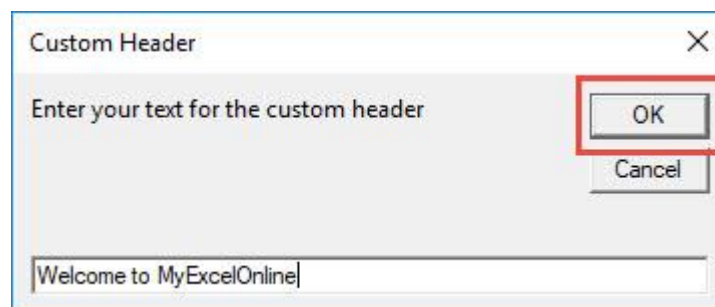 Custom Header
Enter your text for the custom header
OK
Cancel
Welcome to MyExcelOnline